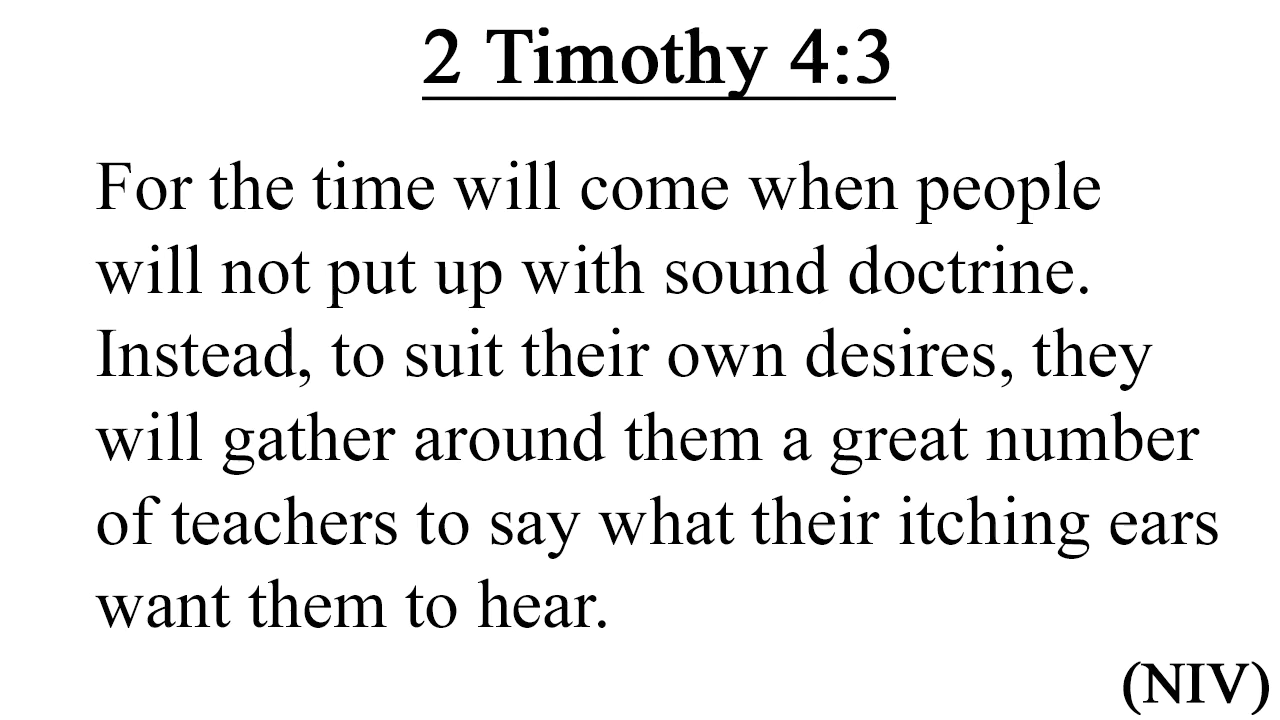 2 Timothy 4:3
For the time will come when people
will not put up with sound doctrine.
Instead, to suit their own desires, they
will gather around them a great number
of teachers to say what their itching ears
want them to hear.
(NIV)